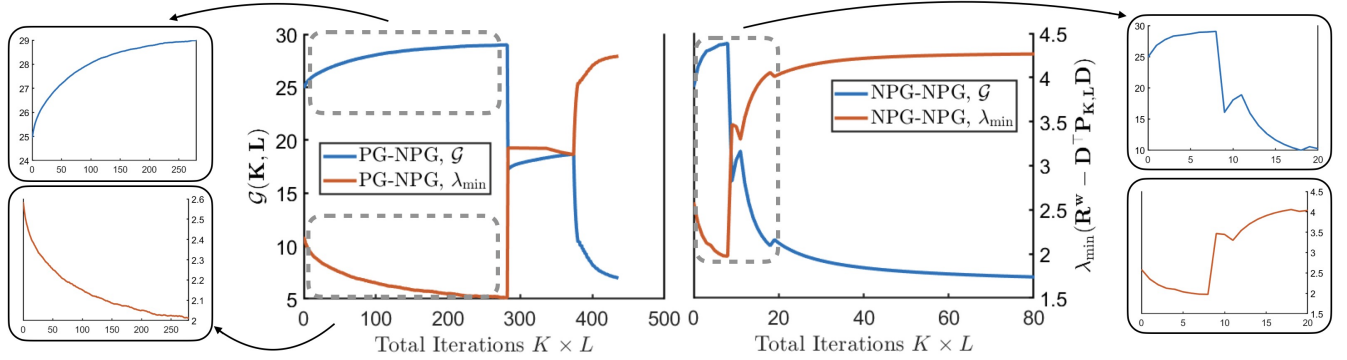 29
28
27
26
25
24
0 50 100 150 200 250
2.6
2.5
2.4
2.3
2.2
2.1
2
0 50 100 150 200 250
G(K, L)
30
25
20
15
10
5
PG-NPG, G
PG-NPG, λmin
0 100 200 300 400 500
Total Iterations K × L
NPG-NPG, G
NPG-NPG, λmin
4.5
4
3.5
3
2.5
2
1.5
0 20 40 60 80
Total Iterations K × L
λmin(R^w − D^⊤P_K,L D)
30
25
20
15
10
0 5 10 15 20
4.5
4
3.5
3
2.5
2
1.5
0 5 10 15 20